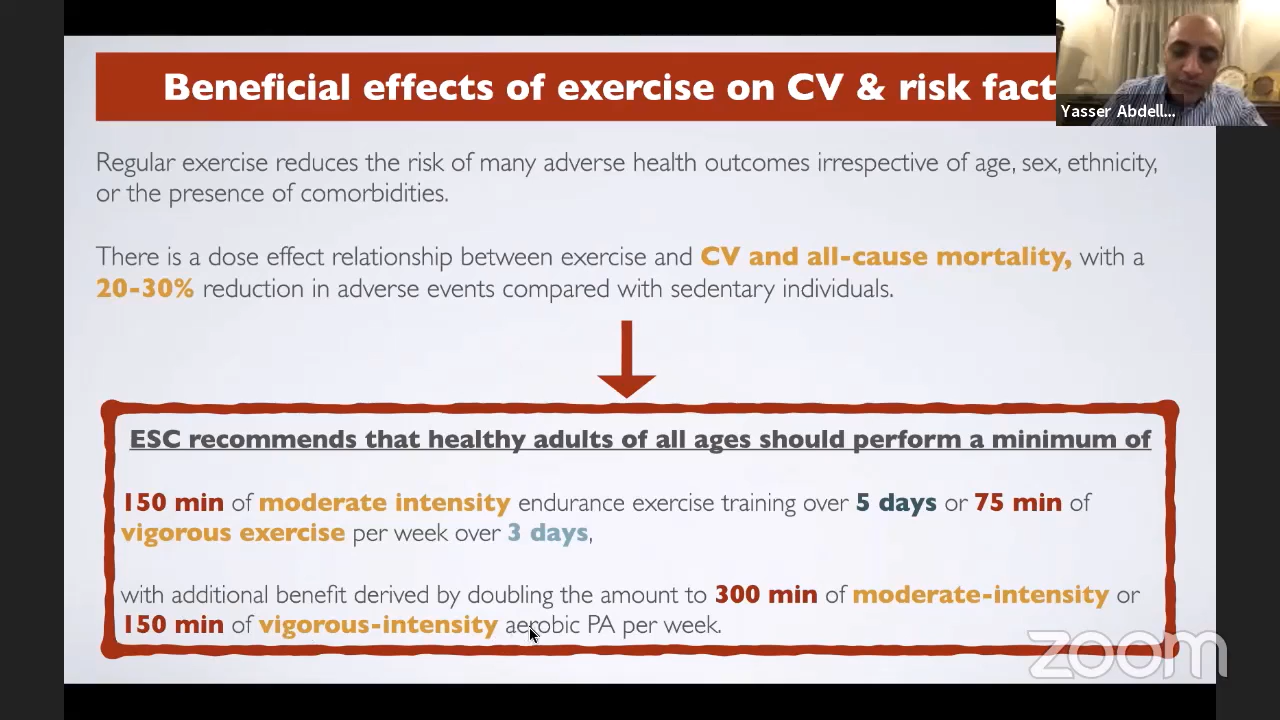 Beneficial effects of exercise on CV & risk fact
Yasser Abdell...
Regular exercise reduces the risk of many adverse health outcomes irrespective of age, sex, ethnicity,
or the presence of comorbidities.
There is a dose effect relationship between exercise and CV and all-cause mortality, with a
20-30% reduction in adverse events compared with sedentary individuals.
ESC recommends that healthy adults of all ages should perform a minimum of
150 min of moderate intensity endurance exercise training over 5 days or 75 min of
vigorous exercise per week over 3 days,
with additional benefit derived by doubling the amount to 300 min of moderate-intensity or
150 min of vigorous-intensity aerobic PA per week.
zoom